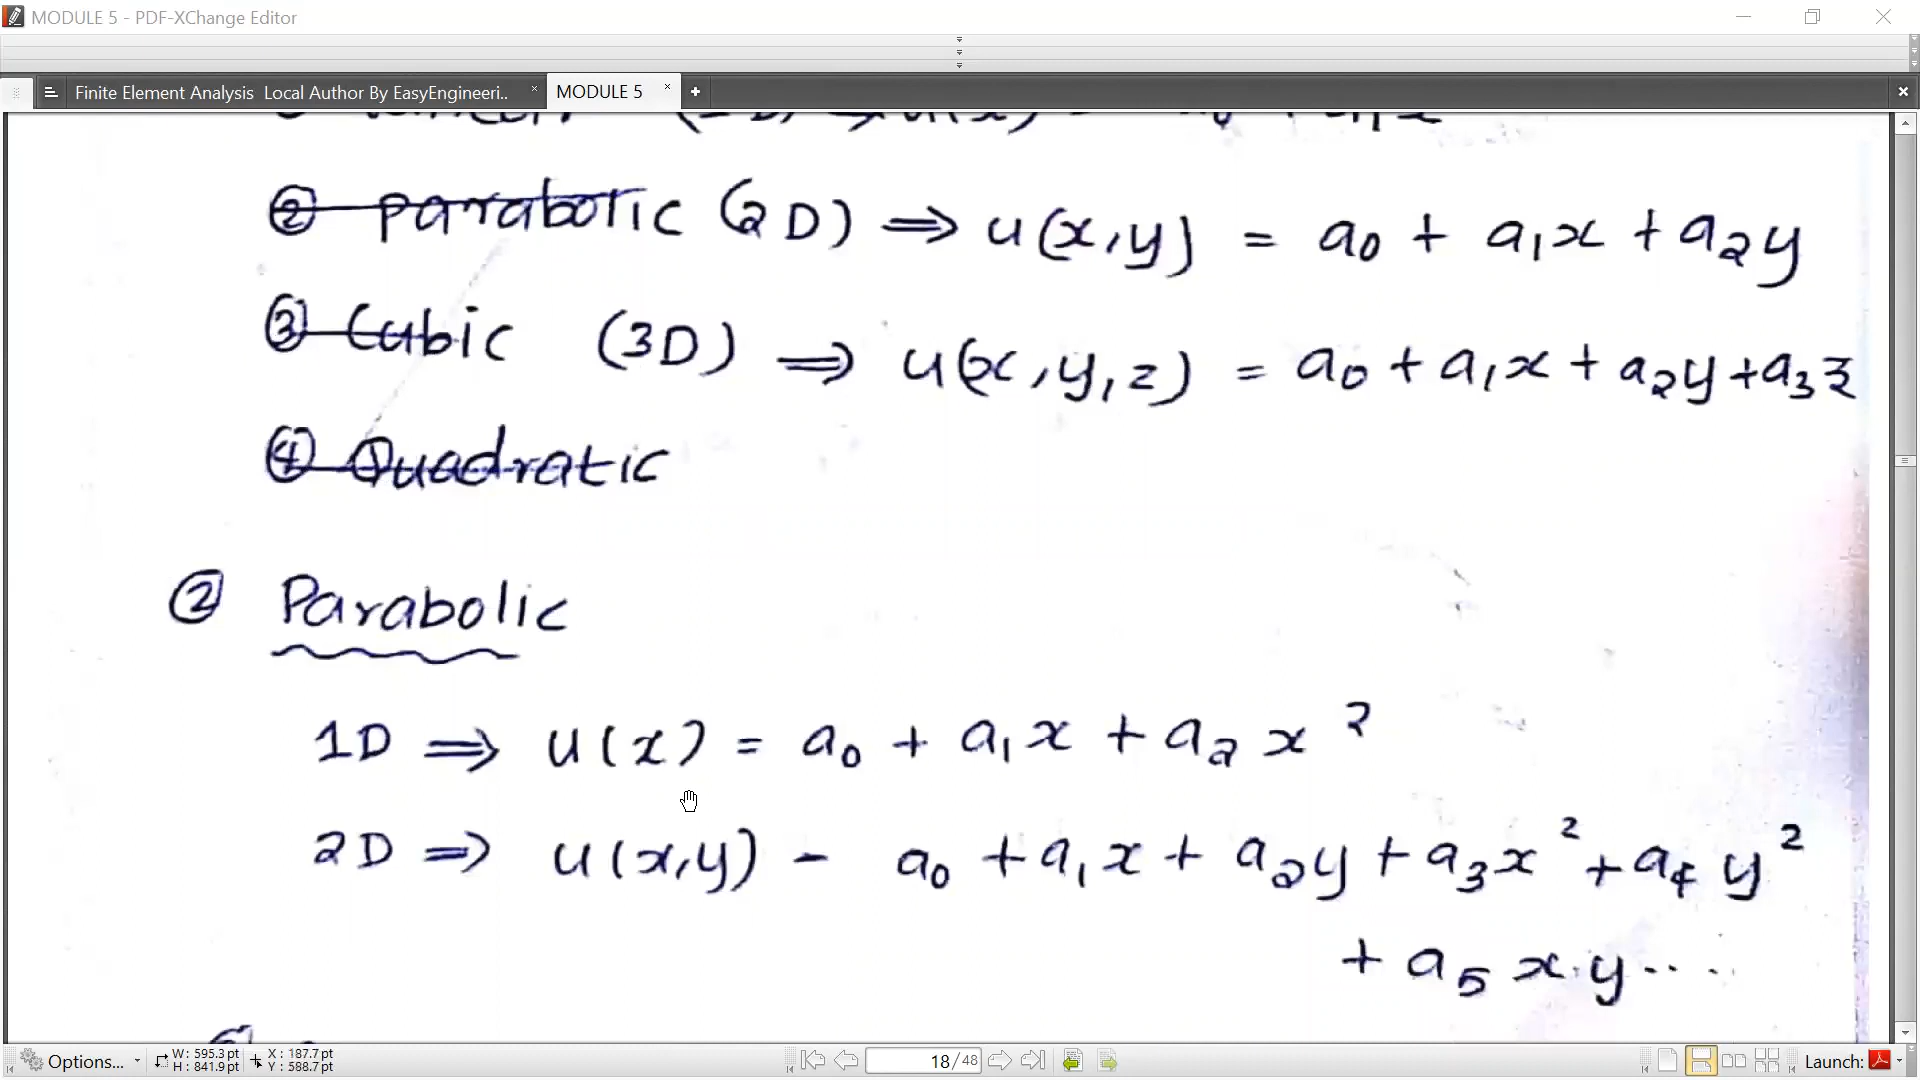 MODULE 5 - PDF-XChange Editor
Finite Element Analysis Local Author By EasyEngineeri..
MODULE 5
② Parabolic (2D) ⇒ u(x,y) = a₀ + a₁x + a₂y
③ Cubic (3D) ⇒ u(x,y,z) = a₀ + a₁x + a₂y + a₃z
④ Quadratic
② Parabolic
1D ⇒ u(x) = a₀ + a₁x + a₂x²
2D ⇒ u(x,y) - a₀ + a₁x + a₂y + a₃x² + a₄y²
+ a₅ x.y ....
Options...
W: 595.3 pt
H: 841.9 pt
X: 187.7 pt
Y: 588.7 pt
18 / 48
Launch: